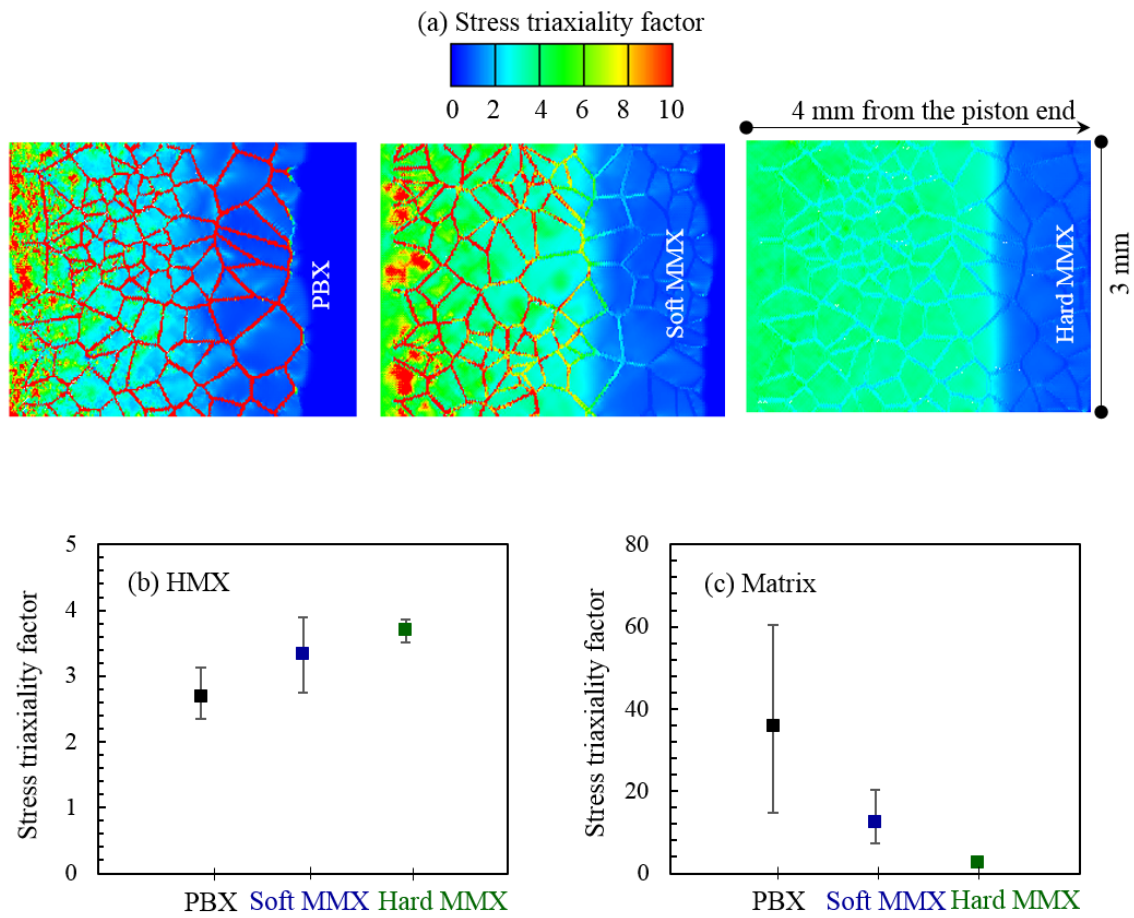 (a) Stress triaxiality factor
0 2 4 6 8 10
4 mm from the piston end
PBX
Soft MMX
Hard MMX
3 mm
(b) HMX
Stress triaxiality factor
5
4
3
2
1
0
PBX Soft MMX Hard MMX
(c) Matrix
Stress triaxiality factor
80
60
40
20
0
PBX Soft MMX Hard MMX